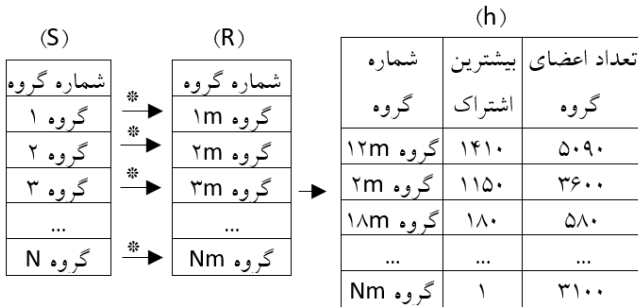 (S)
شماره گروه
گروه ۱
گروه ۲
گروه ۳
...
گروه N
* * * *
(R)
شماره گروه
گروه ۱m
گروه ۲m
گروه ۳m
...
گروه Nm
(h)
شماره گروه | بیشترین اشتراک | تعداد اعضای گروه
گروه ۱۲m | ۱۴۱۰ | ۵۰۹۰
گروه ۲m | ۱۱۵۰ | ۳۶۰۰
گروه ۱۸m | ۱۸۰ | ۵۸۰
... | ... | ...
گروه Nm | ۱ | ۳۱۰۰